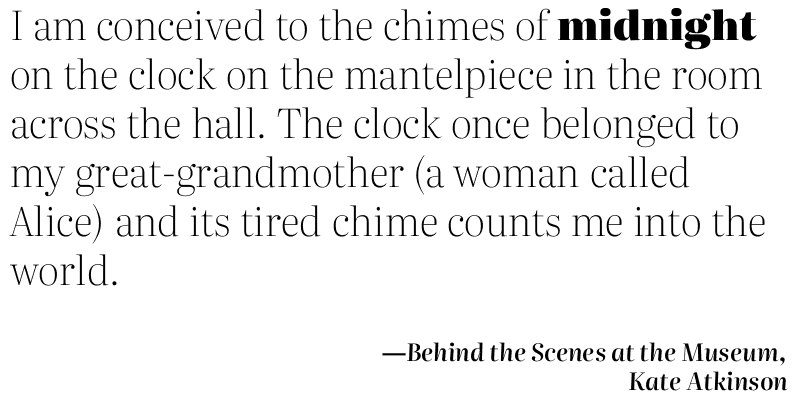 I am conceived to the chimes of midnight
on the clock on the mantelpiece in the room
across the hall. The clock once belonged to
my great-grandmother (a woman called
Alice) and its tired chime counts me into the
world.
—Behind the Scenes at the Museum,
Kate Atkinson